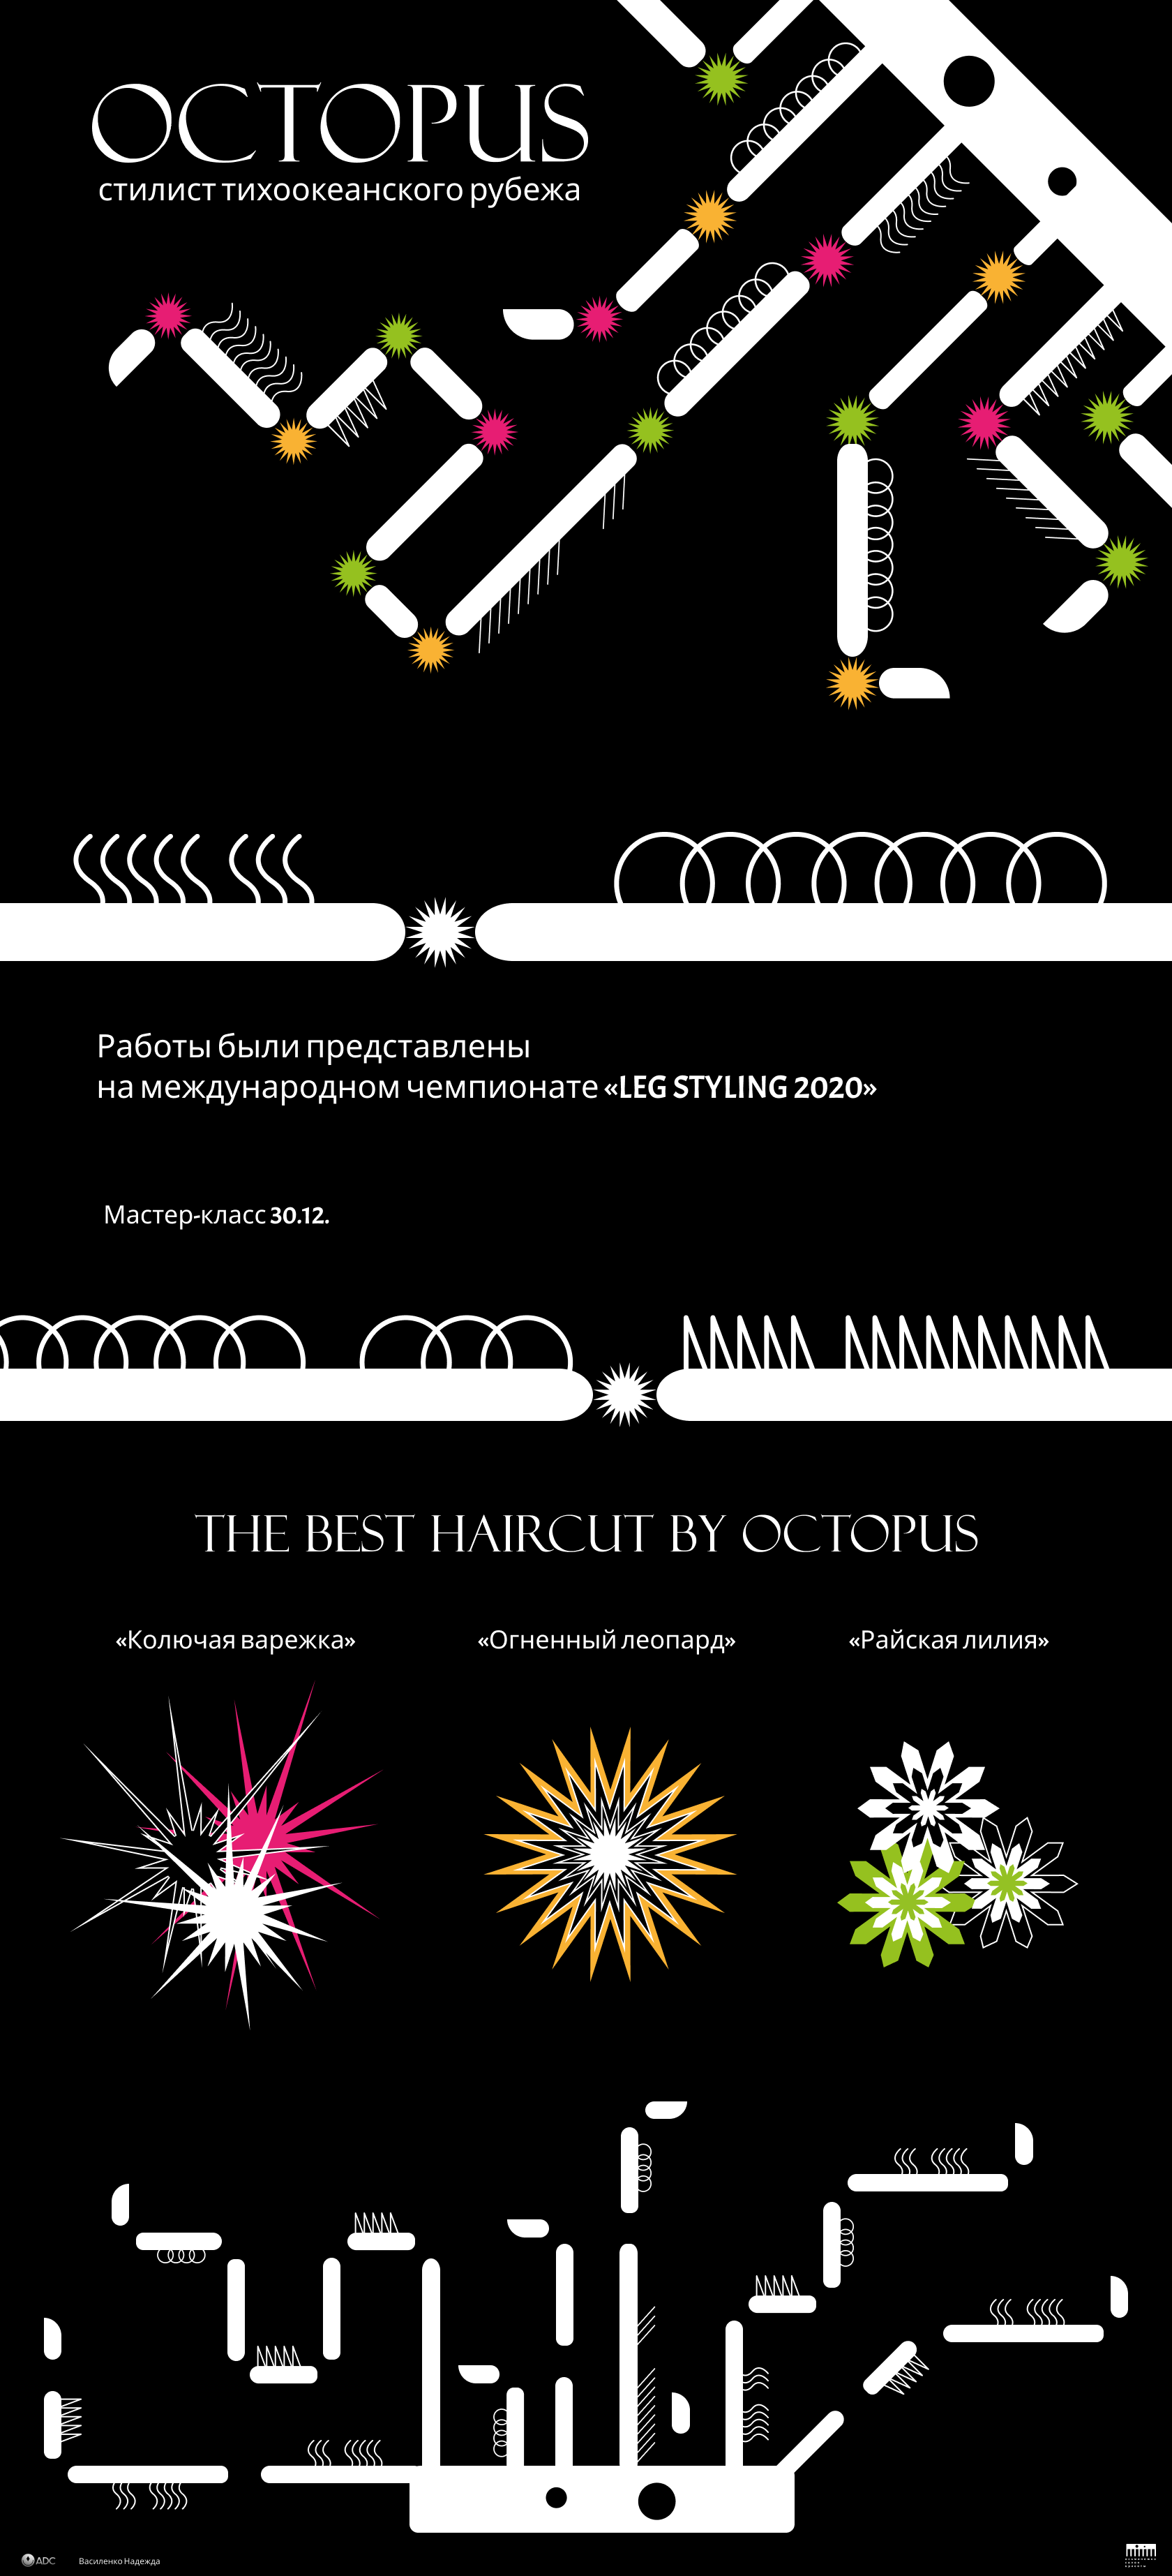 OCTOPUS
стилист тихоокеанского рубежа
Работы были представлены
на международном чемпионате «LEG STYLING 2020»
Мастер-класс 30.12.
THE BEST HAIRCUT BY OCTOPUS
«Колючая варежка» «Огненный леопард» «Райская лилия»
ADC Василенко Надежда